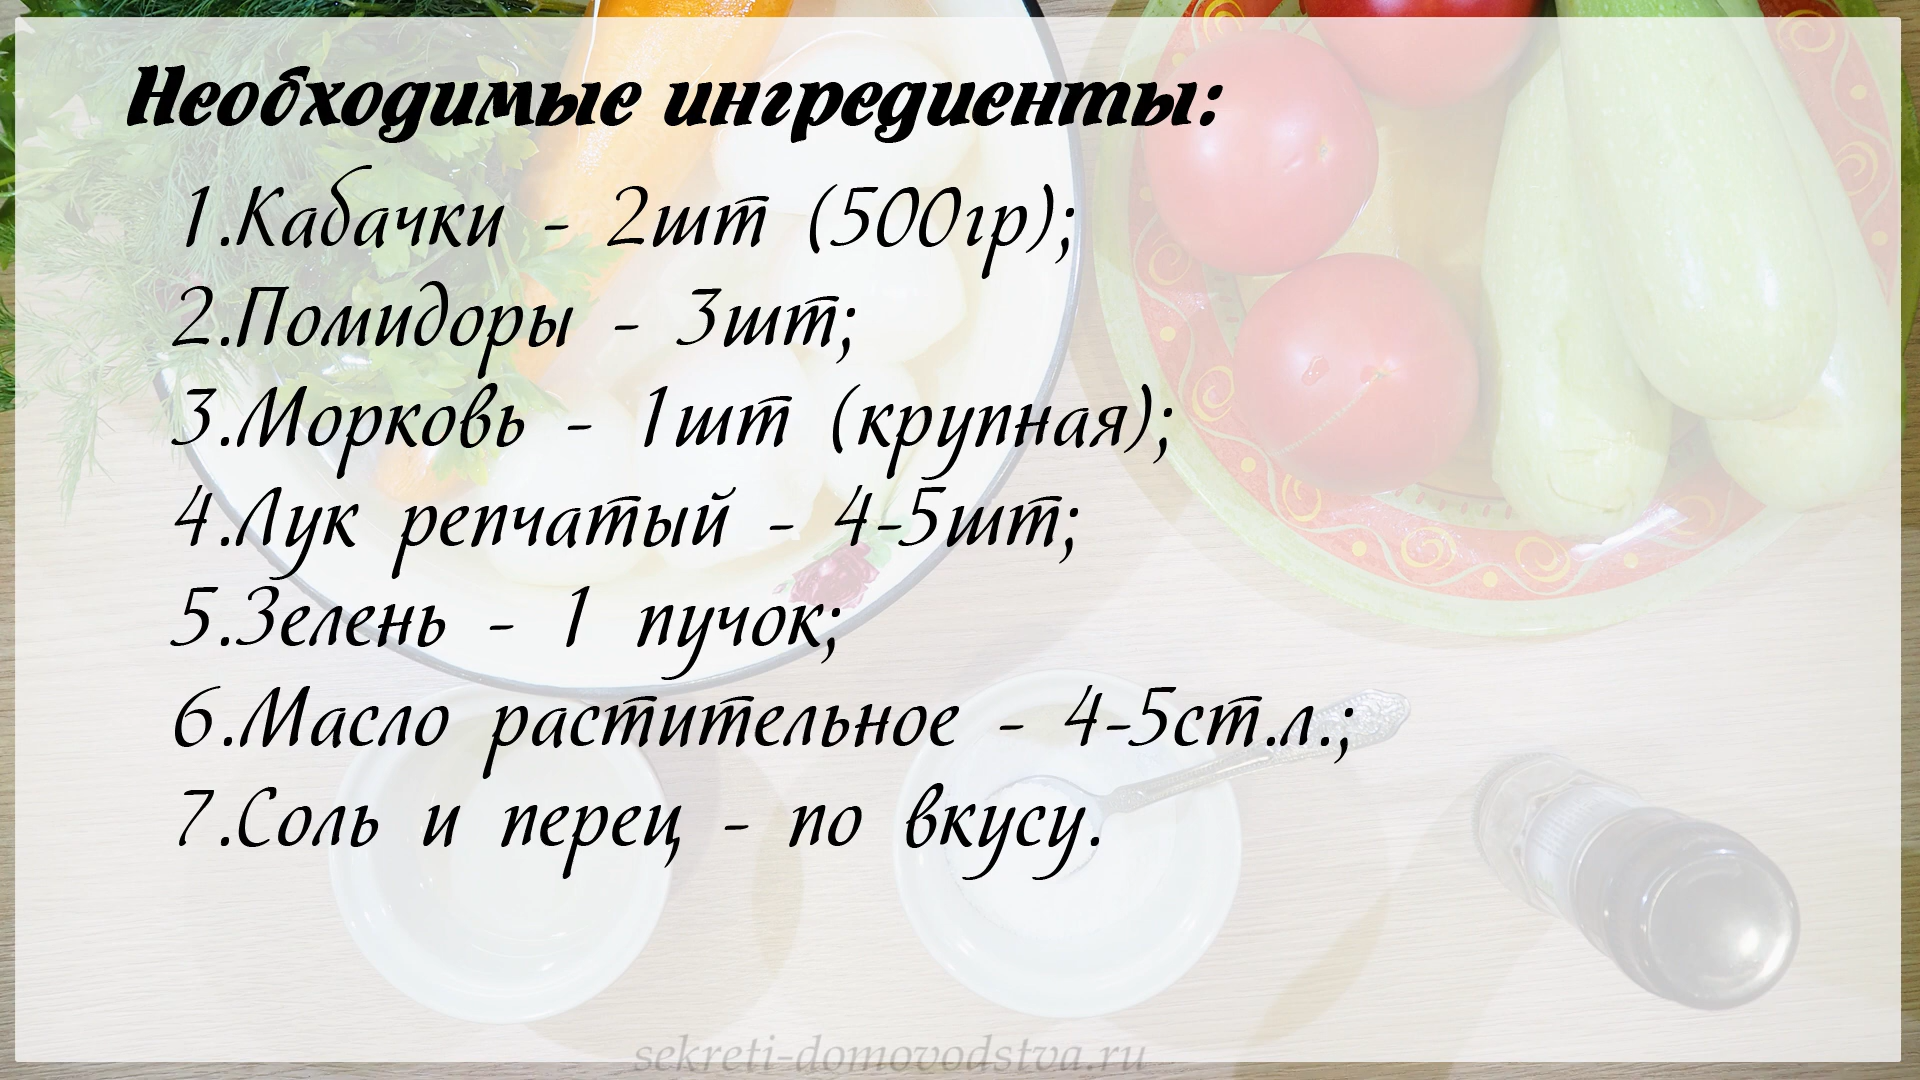 Необходимые ингредиенты:
1.Кабачки - 2шт (500гр);
2.Помидоры - 3шт;
3.Морковь - 1шт (крупная);
4.Лук репчатый - 4-5шт;
5.Зелень - 1 пучок;
6.Масло растительное - 4-5ст.л.;
7.Соль и перец - по вкусу.
sekreti-domovodstva.ru